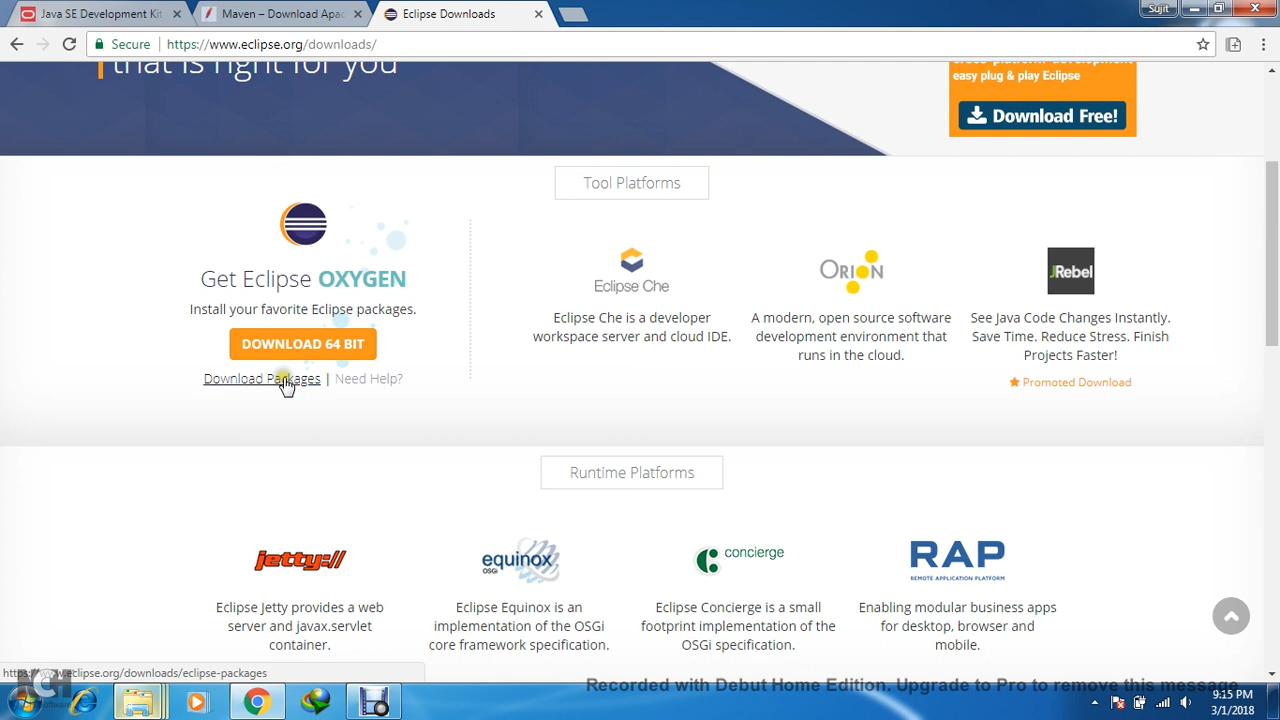 Java SE Development Kit
Maven – Download Apac
Eclipse Downloads
Sujit
Secure
https://www.eclipse.org/downloads/
that is right for you
easy plug & play Eclipse
Download Free!
Tool Platforms
Get Eclipse OXYGEN
Install your favorite Eclipse packages.
DOWNLOAD 64 BIT
Download Packages | Need Help?
Eclipse Che
Eclipse Che is a developer
workspace server and cloud IDE.
ORION
A modern, open source software
development environment that
runs in the cloud.
JRebel
See Java Code Changes Instantly.
Save Time. Reduce Stress. Finish
Projects Faster!
Promoted Download
Runtime Platforms
jetty://
Eclipse Jetty provides a web
server and javax.servlet
container.
equinox
OSGi
Eclipse Equinox is an
implementation of the OSGi
core framework specification.
concierge
Eclipse Concierge is a small
footprint implementation of the
OSGi specification.
RAP
REMOTE APPLICATION PLATFORM
Enabling modular business apps
for desktop, browser and
mobile.
https://www.eclipse.org/downloads/eclipse-packages
Recorded with Debut Home Edition. Upgrade to Pro to remove this message
9:15 PM
3/1/2018